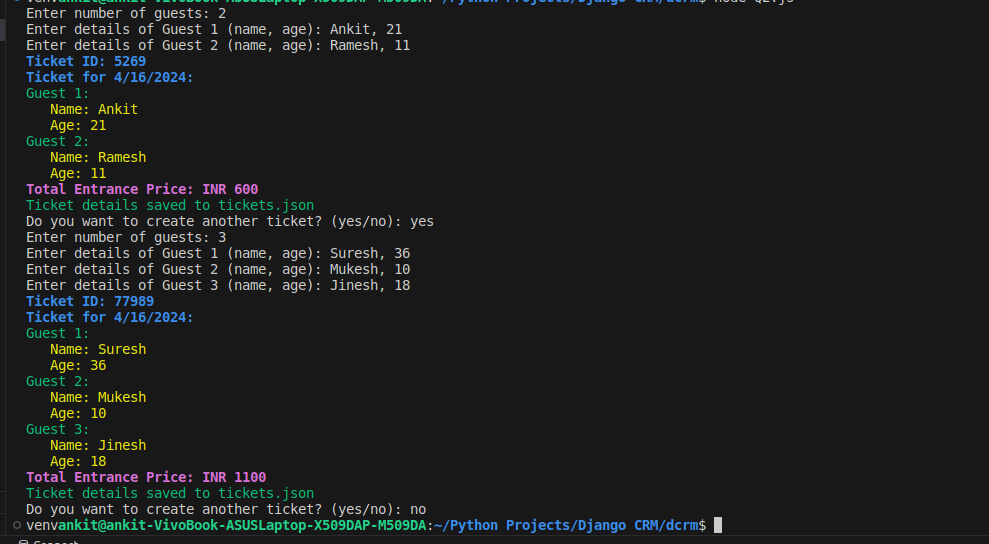 venvankit@ankit-VivoBook-ASUSLaptop-X509DAP-M509DA:~/Python Projects/Django CRM/dcrm$ node Q2.js
Enter number of guests: 2
Enter details of Guest 1 (name, age): Ankit, 21
Enter details of Guest 2 (name, age): Ramesh, 11
Ticket ID: 5269
Ticket for 4/16/2024:
Guest 1:
   Name: Ankit
   Age: 21
Guest 2:
   Name: Ramesh
   Age: 11
Total Entrance Price: INR 600
Ticket details saved to tickets.json
Do you want to create another ticket? (yes/no): yes
Enter number of guests: 3
Enter details of Guest 1 (name, age): Suresh, 36
Enter details of Guest 2 (name, age): Mukesh, 10
Enter details of Guest 3 (name, age): Jinesh, 18
Ticket ID: 77989
Ticket for 4/16/2024:
Guest 1:
   Name: Suresh
   Age: 36
Guest 2:
   Name: Mukesh
   Age: 10
Guest 3:
   Name: Jinesh
   Age: 18
Total Entrance Price: INR 1100
Ticket details saved to tickets.json
Do you want to create another ticket? (yes/no): no
venvankit@ankit-VivoBook-ASUSLaptop-X509DAP-M509DA:~/Python Projects/Django CRM/dcrm$